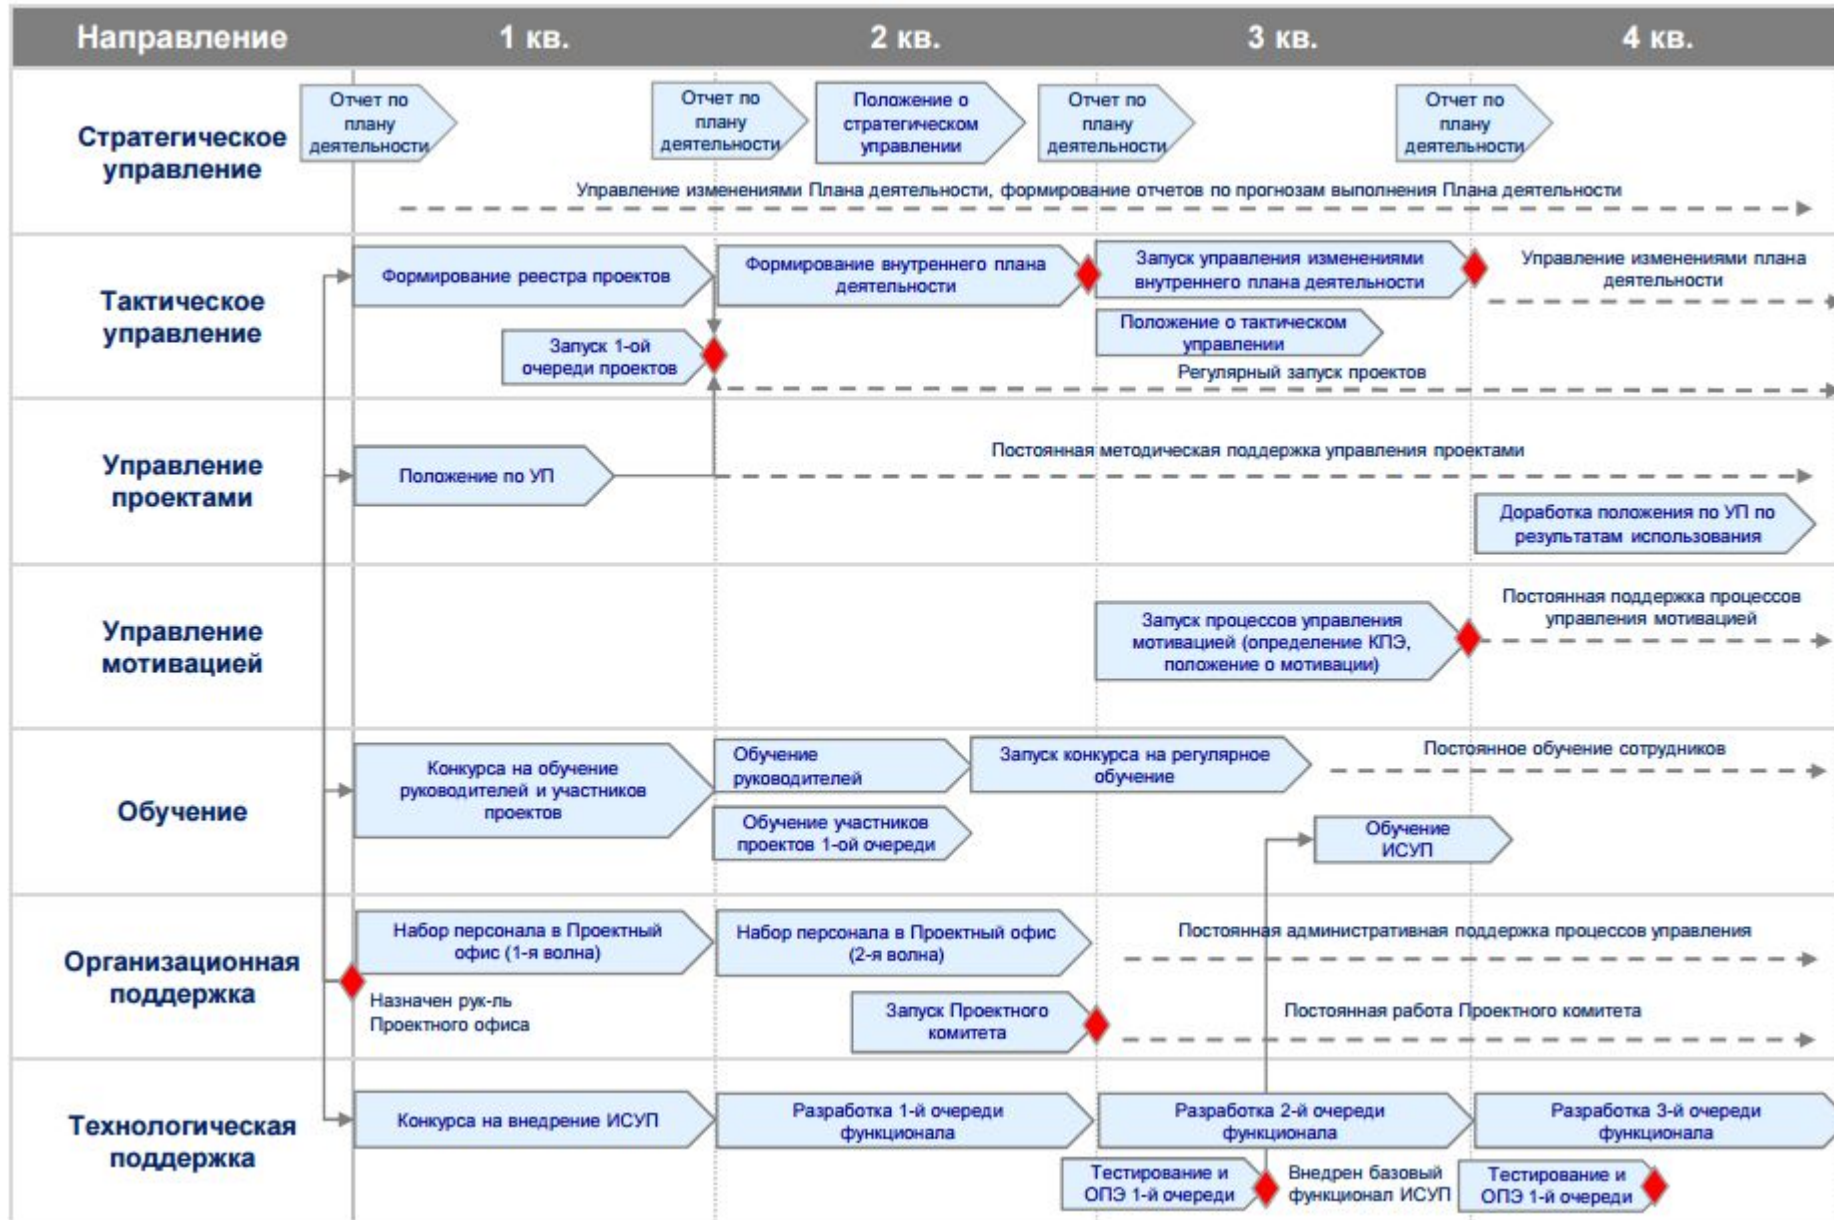 Направление
1 кв.
2 кв.
3 кв.
4 кв.
Стратегическое
управление
Отчет по
плану
деятельности
Отчет по
плану
деятельности
Положение о
стратегическом
управлении
Отчет по
плану
деятельности
Отчет по
плану
деятельности
Управление изменениями Плана деятельности, формирование отчетов по прогнозам выполнения Плана деятельности
Тактическое
управление
Формирование реестра проектов
Формирование внутреннего плана
деятельности
Запуск управления изменениями
внутреннего плана деятельности
Управление изменениями плана
деятельности
Запуск 1-ой
очереди проектов
Положение о тактическом
управлении
Регулярный запуск проектов
Управление
проектами
Положение по УП
Постоянная методическая поддержка управления проектами
Доработка положения по УП по
результатам использования
Управление
мотивацией
Запуск процессов управления
мотивацией (определение КПЭ,
положение о мотивации)
Постоянная поддержка процессов
управления мотивацией
Обучение
Конкурса на обучение
руководителей и участников
проектов
Обучение
руководителей
Запуск конкурса на регулярное
обучение
Постоянное обучение сотрудников
Обучение участников
проектов 1-ой очереди
Обучение
ИСУП
Организационная
поддержка
Набор персонала в Проектный
офис (1-я волна)
Набор персонала в Проектный офис
(2-я волна)
Постоянная административная поддержка процессов управления
Назначен рук-ль
Проектного офиса
Запуск Проектного
комитета
Постоянная работа Проектного комитета
Технологическая
поддержка
Конкурса на внедрение ИСУП
Разработка 1-й очереди
функционала
Разработка 2-й очереди
функционала
Разработка 3-й очереди
функционала
Тестирование и
ОПЭ 1-й очереди
Внедрен базовый
функционал ИСУП
Тестирование и
ОПЭ 1-й очереди